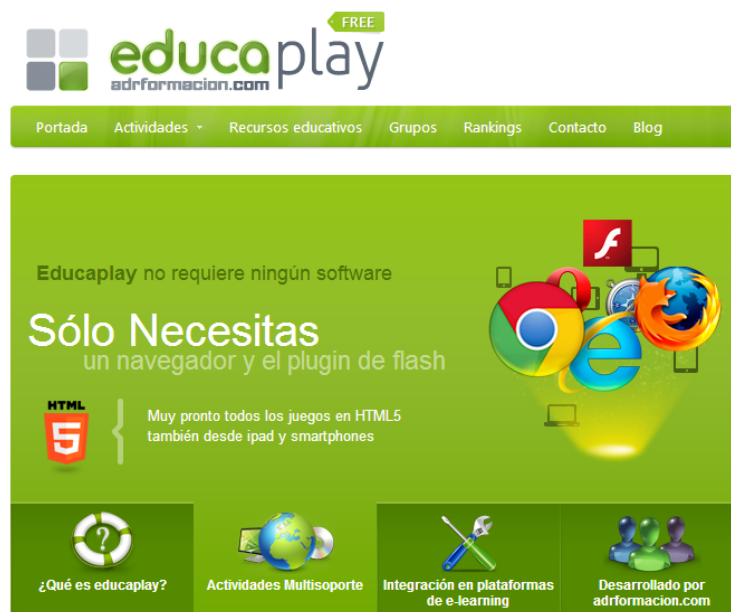 FREE
educaplay
adrformacion.com
Portada Actividades Recursos educativos Grupos Rankings Contacto Blog
Educaplay no requiere ningún software
Sólo Necesitas
un navegador y el plugin de flash
HTML
5
Muy pronto todos los juegos en HTML5
también desde ipad y smartphones
¿Qué es educaplay?
Actividades Multisoporte
Integración en plataformas
de e-learning
Desarrollado por
adrformacion.com